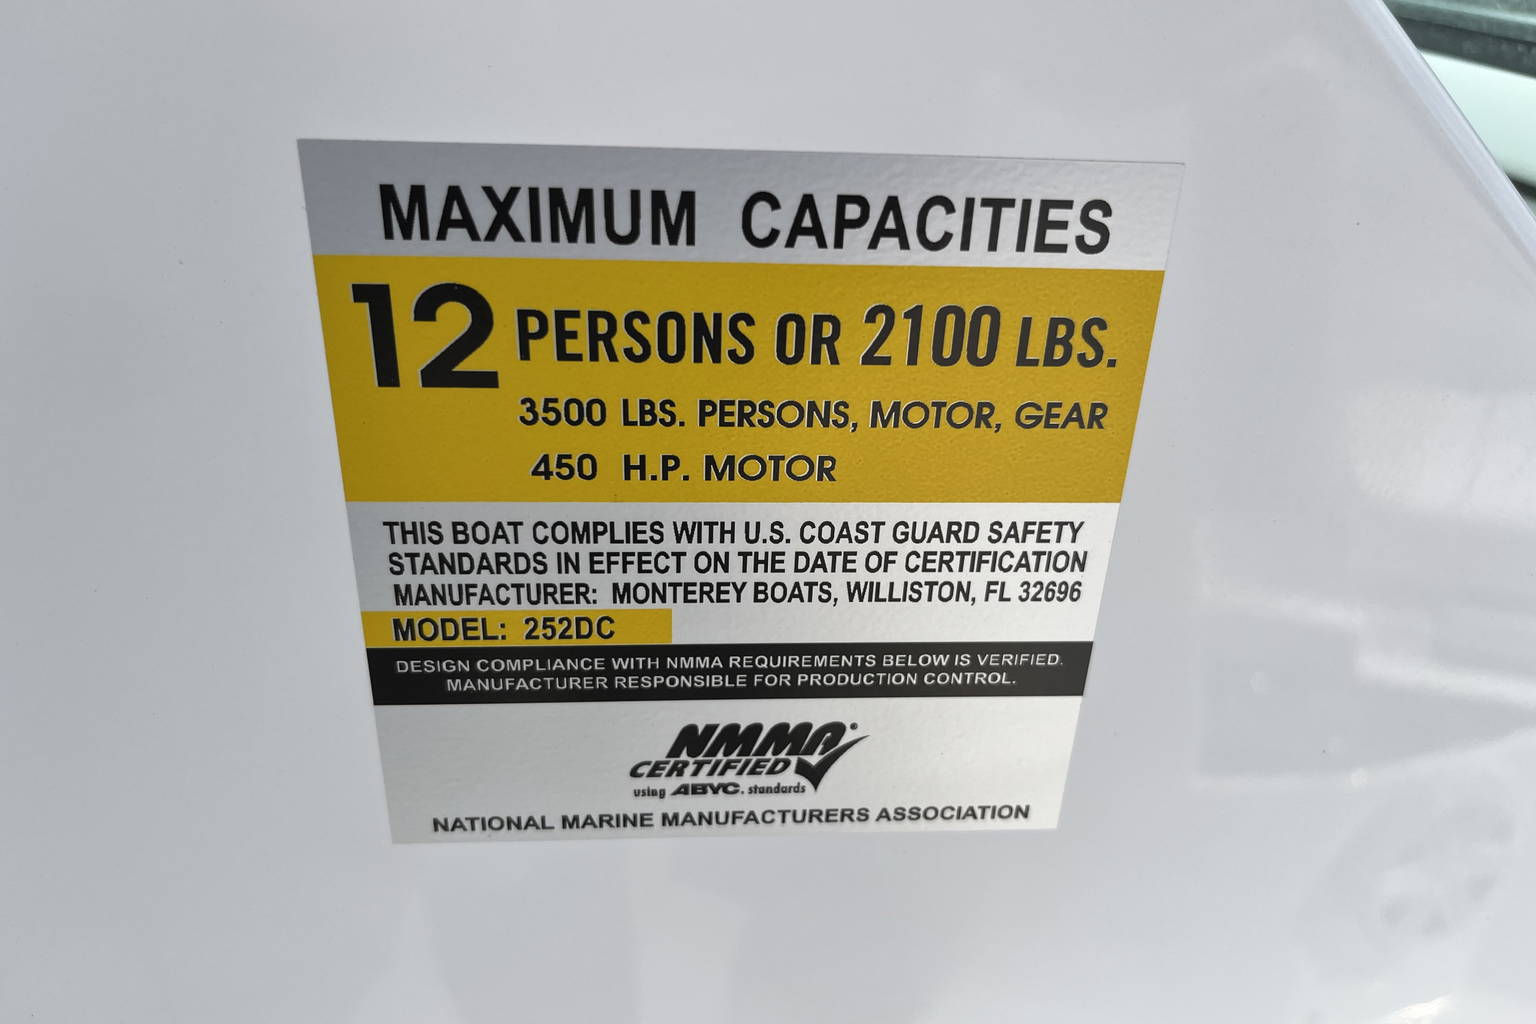 MAXIMUM CAPACITIES
12 PERSONS OR 2100 LBS.
3500 LBS. PERSONS, MOTOR, GEAR
450 H.P. MOTOR
THIS BOAT COMPLIES WITH U.S. COAST GUARD SAFETY
STANDARDS IN EFFECT ON THE DATE OF CERTIFICATION
MANUFACTURER: MONTEREY BOATS, WILLISTON, FL 32696
MODEL: 252DC
DESIGN COMPLIANCE WITH NMMA REQUIREMENTS BELOW IS VERIFIED.
MANUFACTURER RESPONSIBLE FOR PRODUCTION CONTROL.
NMMA
CERTIFIED
using ABYC. standards
NATIONAL MARINE MANUFACTURERS ASSOCIATION